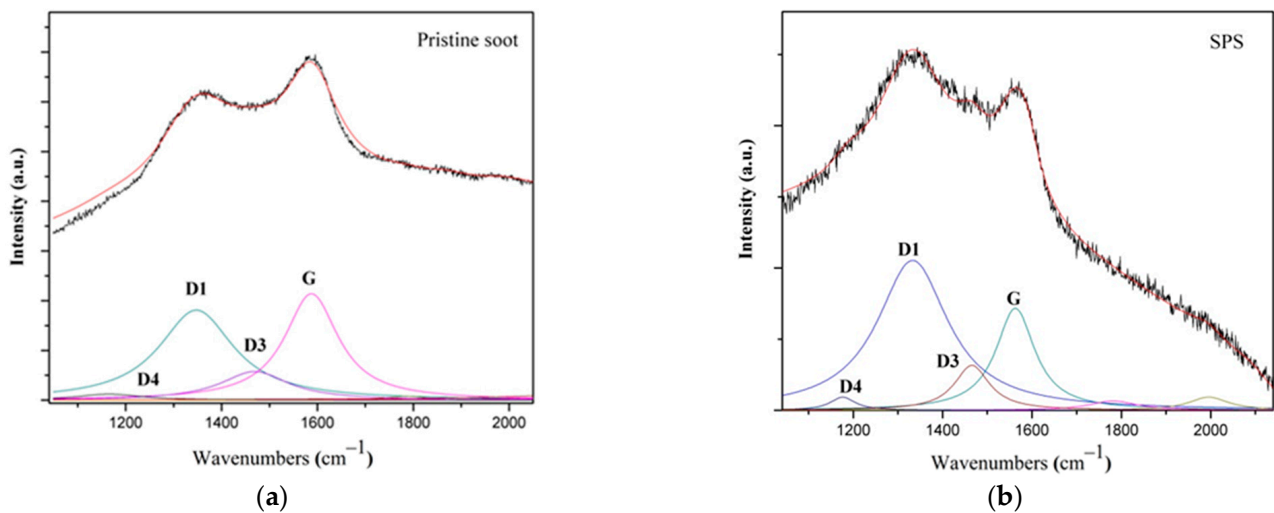 Pristine soot
Intensity (a.u.)
D1
G
D3
D4
1200 1400 1600 1800 2000
Wavenumbers (cm−1)
(a)
SPS
Intensity (a.u.)
D1
G
D3
D4
1200 1400 1600 1800 2000
Wavenumbers (cm−1)
(b)